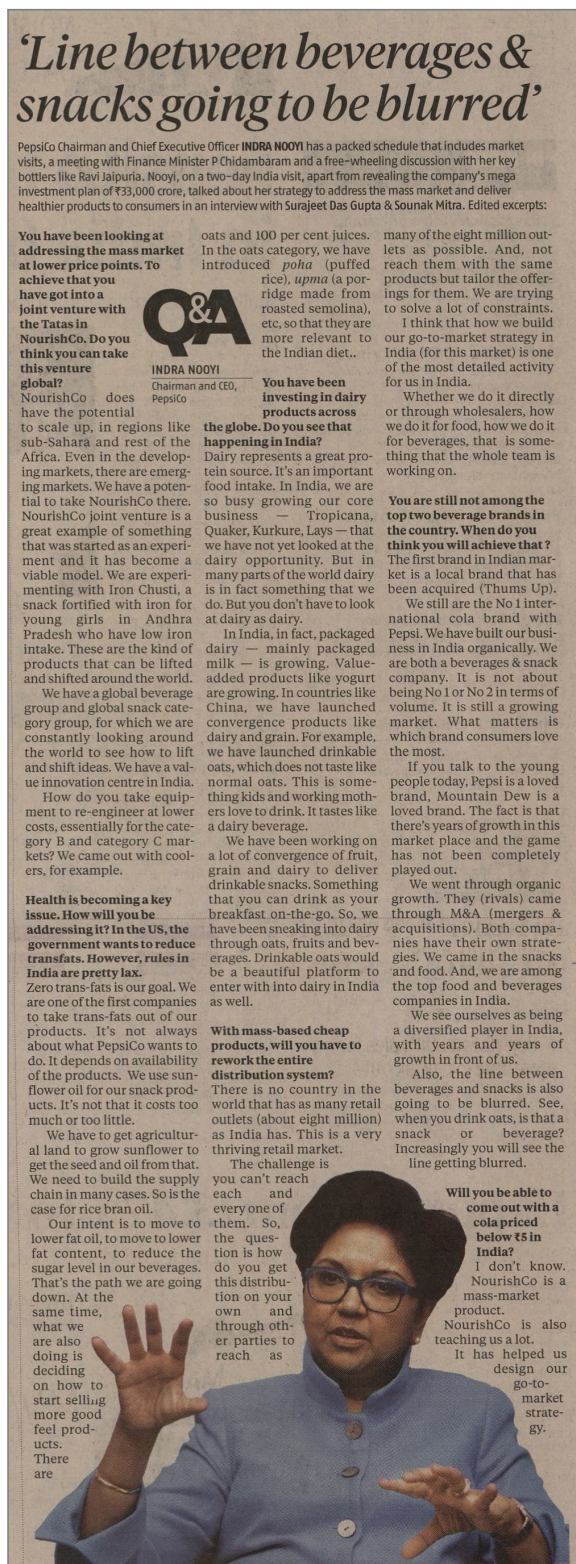 ‘Line between beverages &
snacks going to be blurred’
PepsiCo Chairman and Chief Executive Officer INDRA NOOYI has a packed schedule that includes market
visits, a meeting with Finance Minister P Chidambaram and a free-wheeling discussion with her key
bottlers like Ravi Jaipuria. Nooyi, on a two-day India visit, apart from revealing the company's mega
investment plan of ₹33,000 crore, talked about her strategy to address the mass market and deliver
healthier products to consumers in an interview with Surajeet Das Gupta & Sounak Mitra. Edited excerpts:
You have been looking at
addressing the mass market
at lower price points. To
achieve that you
have got into a
joint venture with
the Tatas in
NourishCo. Do you
think you can take
this venture
global?
NourishCo does
have the potential
to scale up, in regions like
sub-Sahara and rest of the
Africa. Even in the develop-
ing markets, there are emerg-
ing markets. We have a poten-
tial to take NourishCo there.
NourishCo joint venture is a
great example of something
that was started as an experi-
ment and it has become a
viable model. We are experi-
menting with Iron Chusti, a
snack fortified with iron for
young girls in Andhra
Pradesh who have low iron
intake. These are the kind of
products that can be lifted
and shifted around the world.
We have a global beverage
group and global snack cate-
gory group, for which we are
constantly looking around
the world to see how to lift
and shift ideas. We have a val-
ue innovation centre in India.
How do you take equip-
ment to re-engineer at lower
costs, essentially for the cate-
gory B and category C mar-
kets? We came out with cool-
ers, for example.
Health is becoming a key
issue. How will you be
addressing it? In the US, the
government wants to reduce
transfats. However, rules in
India are pretty lax.
Zero trans-fats is our goal. We
are one of the first companies
to take trans-fats out of our
products. It's not always
about what PepsiCo wants to
do. It depends on availability
of the products. We use sun-
flower oil for our snack prod-
ucts. It's not that it costs too
much or too little.
We have to get agricultur-
al land to grow sunflower to
get the seed and oil from that.
We need to build the supply
chain in many cases. So is the
case for rice bran oil.
Our intent is to move to
lower fat oil, to move to lower
fat content, to reduce the
sugar level in our beverages.
That's the path we are going
down. At the
same time,
what we
are also
doing is
deciding
on how to
start selling
more good
feel prod-
ucts.
There
are
Q&A
INDRA NOOYI
Chairman and CEO,
PepsiCo
oats and 100 per cent juices.
In the oats category, we have
introduced poha (puffed
rice), upma (a por-
ridge made from
roasted semolina),
etc, so that they are
more relevant to
the Indian diet..
You have been
investing in dairy
products across
the globe. Do you see that
happening in India?
Dairy represents a great pro-
tein source. It's an important
food intake. In India, we are
so busy growing our core
business — Tropicana,
Quaker, Kurkure, Lays — that
we have not yet looked at the
dairy opportunity. But in
many parts of the world dairy
is in fact something that we
do. But you don't have to look
at dairy as dairy.
In India, in fact, packaged
dairy — mainly packaged
milk — is growing. Value-
added products like yogurt
are growing. In countries like
China, we have launched
convergence products like
dairy and grain. For example,
we have launched drinkable
oats, which does not taste like
normal oats. This is some-
thing kids and working moth-
ers love to drink. It tastes like
a dairy beverage.
We have been working on
a lot of convergence of fruit,
grain and dairy to deliver
drinkable snacks. Something
that you can drink as your
breakfast on-the-go. So, we
have been sneaking into dairy
through oats, fruits and bev-
erages. Drinkable oats would
be a beautiful platform to
enter with into dairy in India
as well.
With mass-based cheap
products, will you have to
rework the entire
distribution system?
There is no country in the
world that has as many retail
outlets (about eight million)
as India has. This is a very
thriving retail market.
The challenge is
you can't reach
each and
every one of
them. So,
the ques-
tion is how
do you get
this distribu-
tion on your
own and
through oth-
er parties to
reach as
many of the eight million out-
lets as possible. And, not
reach them with the same
products but tailor the offer-
ings for them. We are trying
to solve a lot of constraints.
I think that how we build
our go-to-market strategy in
India (for this market) is one
of the most detailed activity
for us in India.
Whether we do it directly
or through wholesalers, how
we do it for food, how we do it
for beverages, that is some-
thing that the whole team is
working on.
You are still not among the
top two beverage brands in
the country. When do you
think you will achieve that ?
The first brand in Indian mar-
ket is a local brand that has
been acquired (Thums Up).
We still are the No 1 inter-
national cola brand with
Pepsi. We have built our busi-
ness in India organically. We
are both a beverages & snack
company. It is not about
being No 1 or No 2 in terms of
volume. It is still a growing
market. What matters is
which brand consumers love
the most.
If you talk to the young
people today, Pepsi is a loved
brand, Mountain Dew is a
loved brand. The fact is that
there's years of growth in this
market place and the game
has not been completely
played out.
We went through organic
growth. They (rivals) came
through M&A (mergers &
acquisitions). Both compa-
nies have their own strate-
gies. We came in the snacks
and food. And, we are among
the top food and beverages
companies in India.
We see ourselves as being
a diversified player in India,
with years and years of
growth in front of us.
Also, the line between
beverages and snacks is also
going to be blurred. See,
when you drink oats, is that a
snack or beverage?
Increasingly you will see the
line getting blurred.
Will you be able to
come out with a
cola priced
below ₹5 in
India?
I don't know.
NourishCo is a
mass-market
product.
NourishCo is also
teaching us a lot.
It has helped us
design our
go-to-
market
strate-
gy.